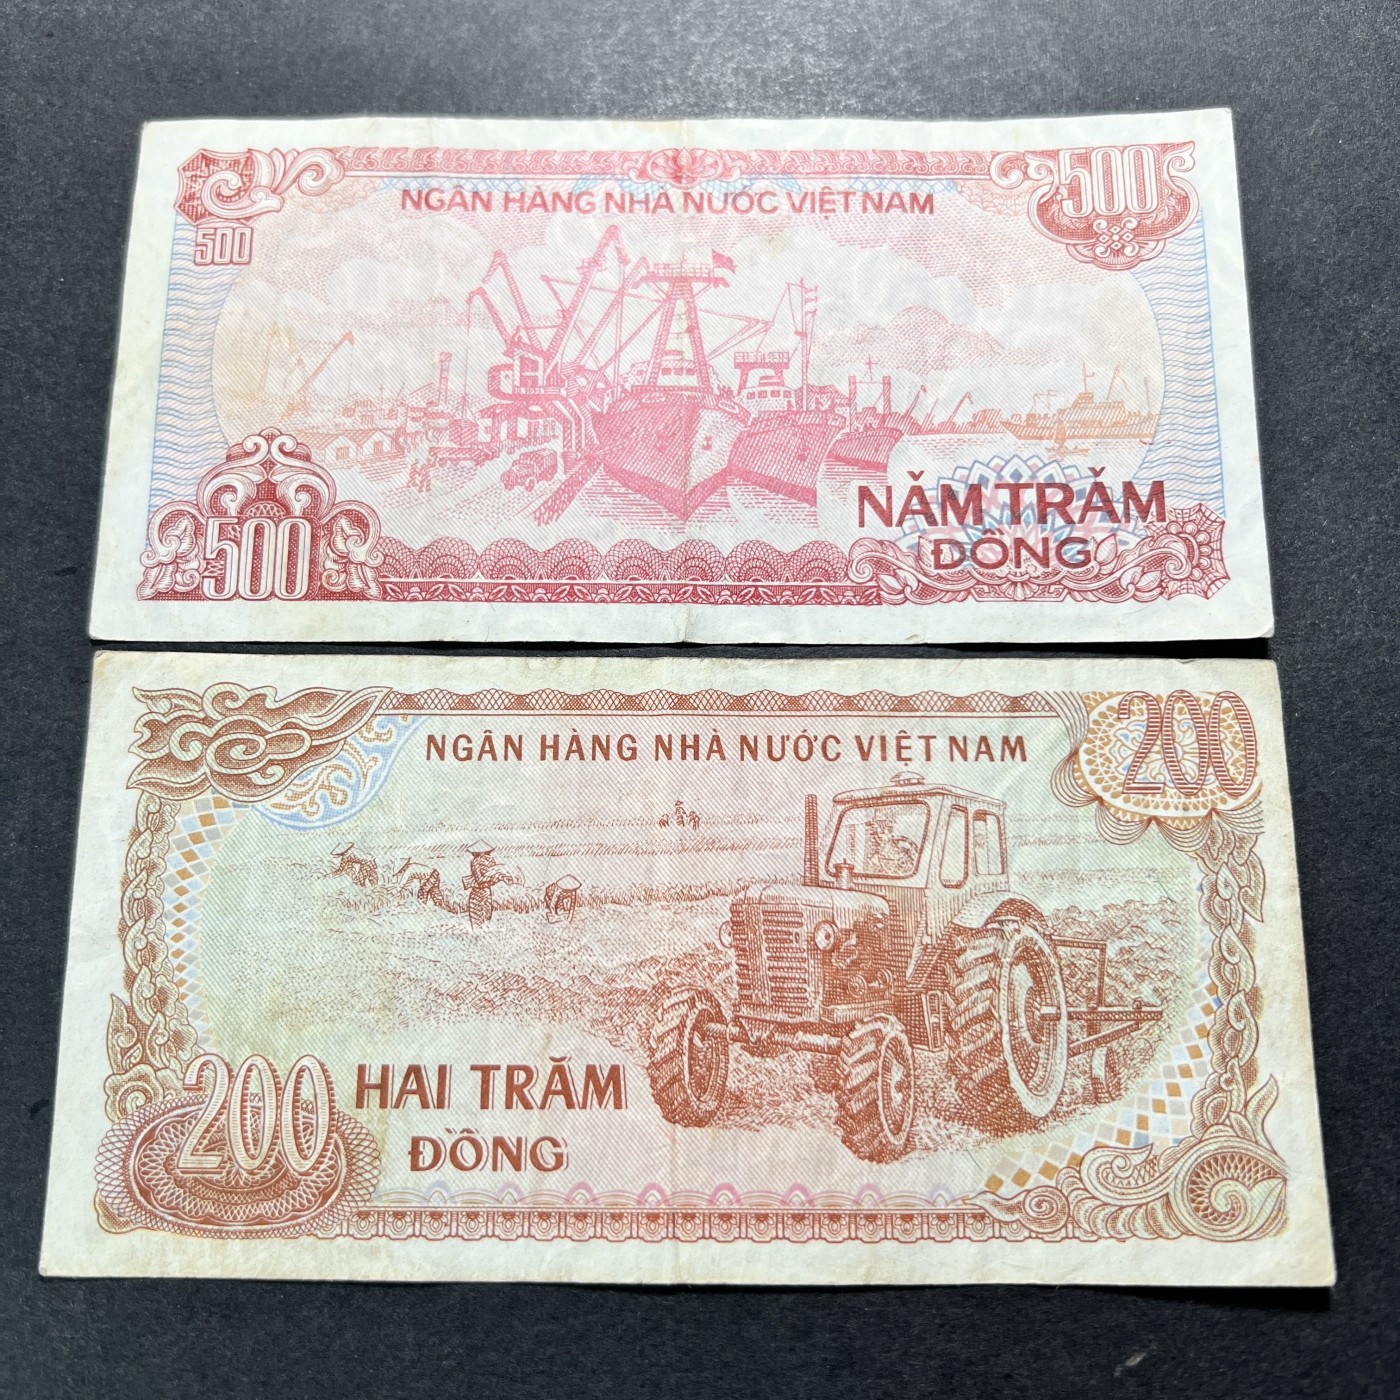 500
NGÂN HÀNG NHÀ NƯỚC VIỆT NAM
500
500
NĂM TRĂM
ĐỒNG
NGÂN HÀNG NHÀ NƯỚC VIỆT NAM
200
200
HAI TRĂM
ĐỒNG